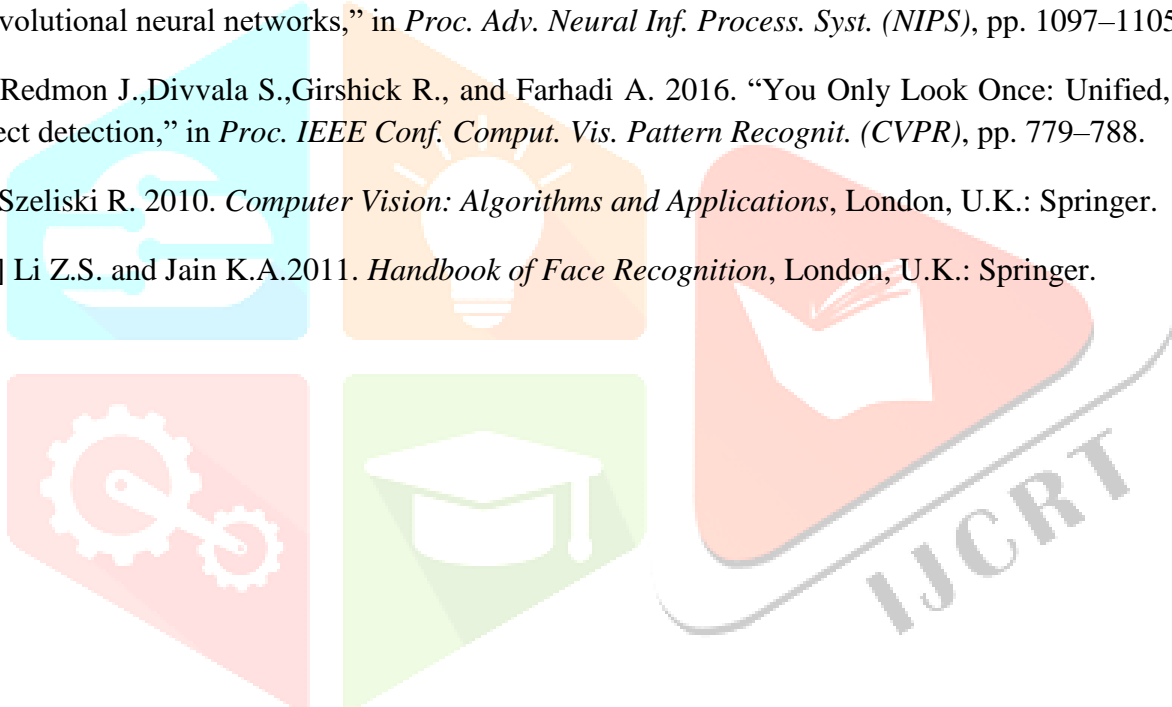 volutional neural networks,” in Proc. Adv. Neural Inf. Process. Syst. (NIPS), pp. 1097–1105
Redmon J.,Divvala S.,Girshick R., and Farhadi A. 2016. “You Only Look Once: Unified,
ect detection,” in Proc. IEEE Conf. Comput. Vis. Pattern Recognit. (CVPR), pp. 779–788.
Szeliski R. 2010. Computer Vision: Algorithms and Applications, London, U.K.: Springer.
] Li Z.S. and Jain K.A.2011. Handbook of Face Recognition, London, U.K.: Springer.
IJCRT